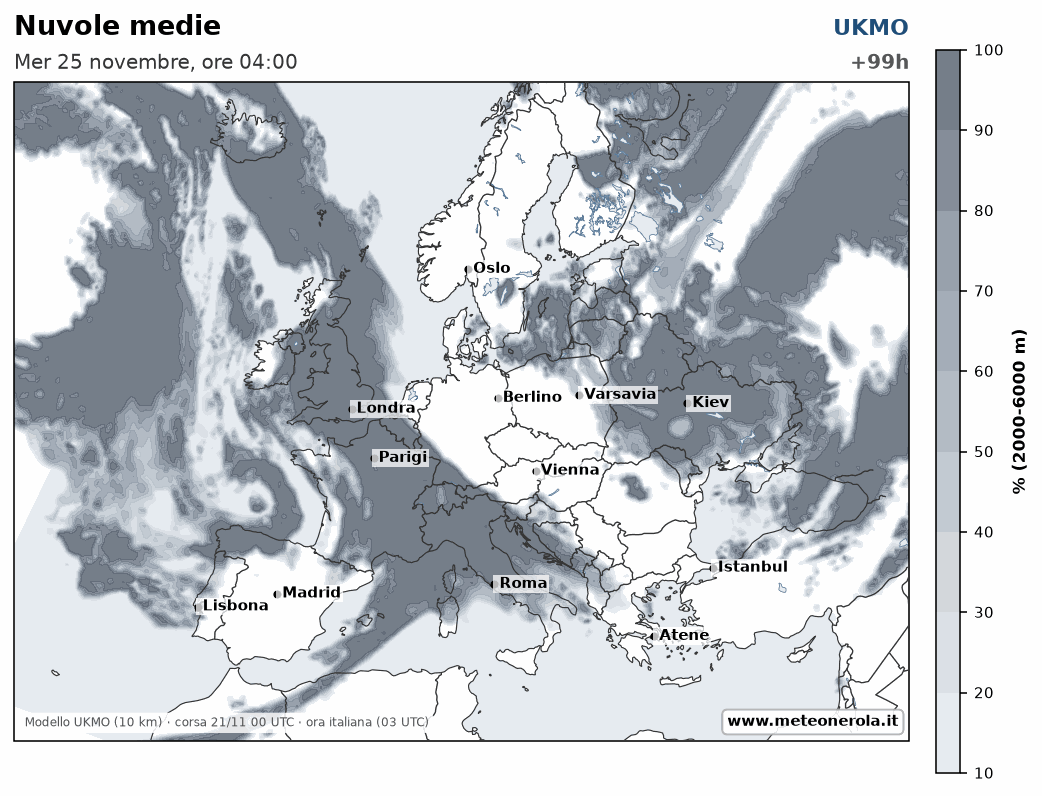 Nuvole medie
UKMO
Mer 25 novembre, ore 04:00
+99h
100
90
80
70
60
50
40
30
20
10
% (2000-6000 m)
Oslo
Berlino
Varsavia
Kiev
Londra
Parigi
Vienna
Istanbul
Roma
Madrid
Lisbona
Atene
Modello UKMO (10 km) · corsa 21/11 00 UTC · ora italiana (03 UTC)
www.meteonerola.it